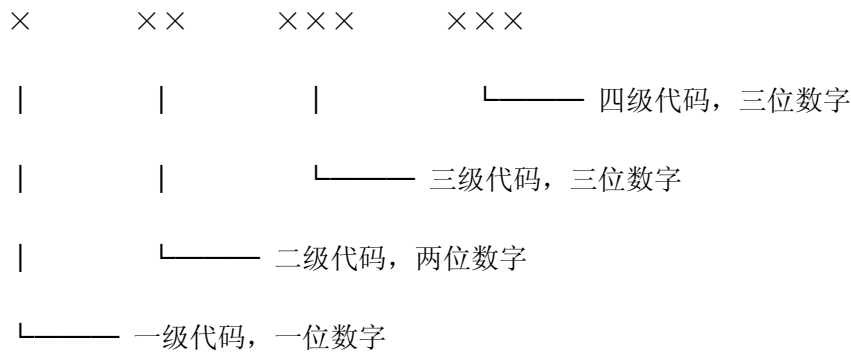 × ×× ××× ×××
四级代码，三位数字
三级代码，三位数字
二级代码，两位数字
一级代码，一位数字